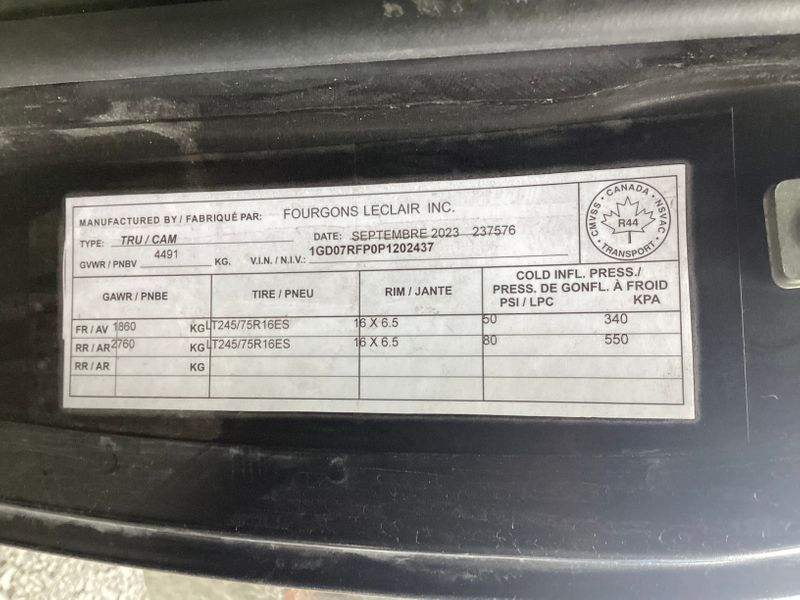 MANUFACTURED BY / FABRIQUÉ PAR: FOURGONS LECLAIR INC.
TYPE: TRU / CAM DATE: SEPTEMBRE 2023 237576
GVWR / PNBV 4491 KG. V.I.N. / N.I.V.: 1GD07RFP0P1202437
CANADA
CMVSS NSVAC
R44
TRANSPORT
GAWR / PNBE TIRE / PNEU RIM / JANTE COLD INFL. PRESS./
PRESS. DE GONFL. À FROID
PSI / LPC KPA
FR / AV 1860 KG LT245/75R16ES 16 X 6.5 50 340
RR / AR 2760 KG LT245/75R16ES 16 X 6.5 80 550
RR / AR KG